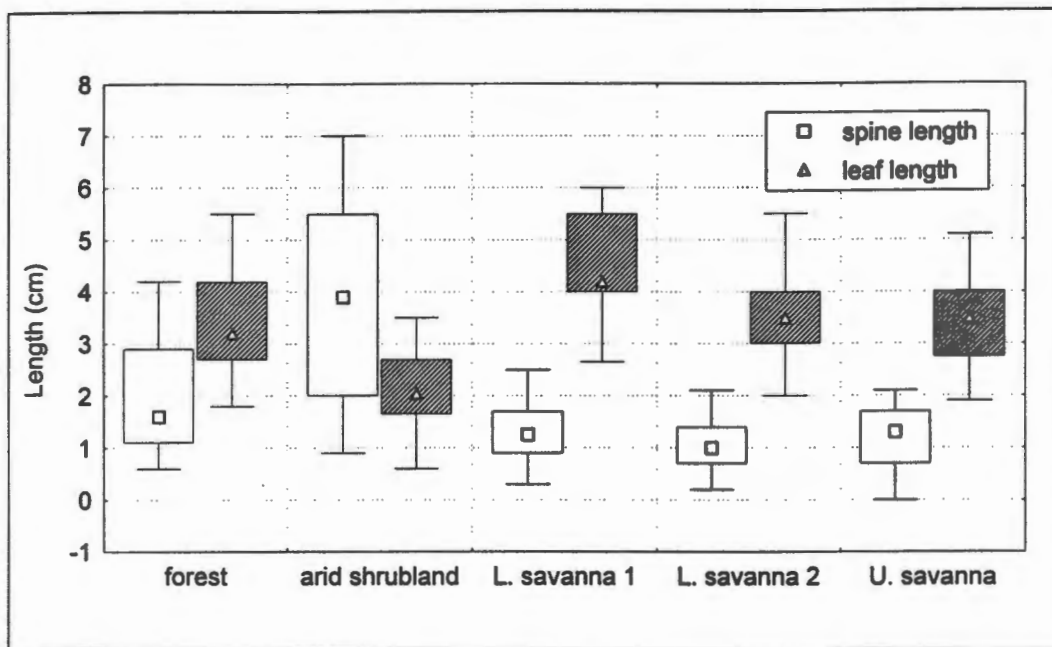 8
7
6
5
4
3
2
1
0
-1
Length (cm)
spine length
leaf length
forest arid shrubland L. savanna 1 L. savanna 2 U. savanna